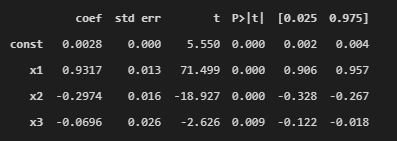 coef std err t P>|t| [0.025 0.975]
const 0.0028 0.000 5.550 0.000 0.002 0.004
x1 0.9317 0.013 71.499 0.000 0.906 0.957
x2 -0.2974 0.016 -18.927 0.000 -0.328 -0.267
x3 -0.0696 0.026 -2.626 0.009 -0.122 -0.018